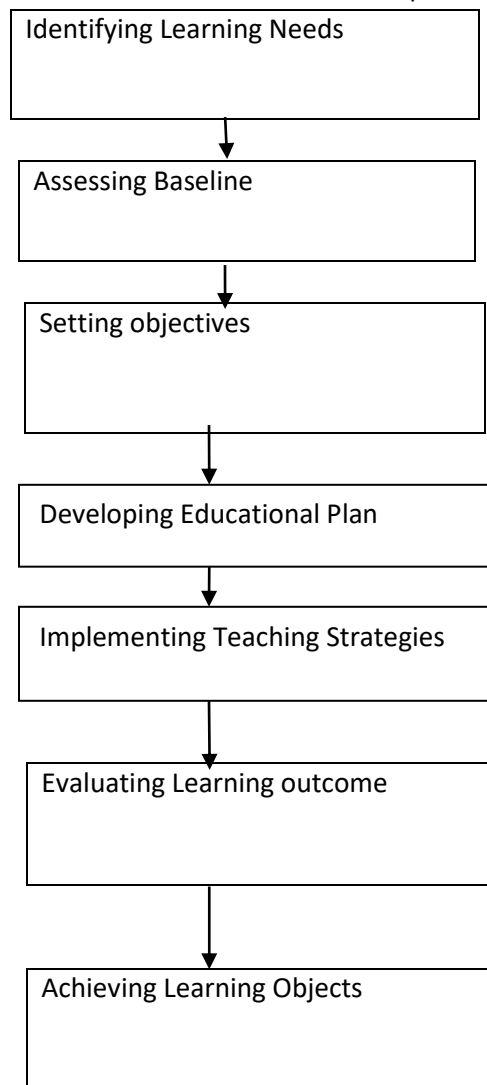 Identifying Learning Needs
Assessing Baseline
Setting objectives
Developing Educational Plan
Implementing Teaching Strategies
Evaluating Learning outcome
Achieving Learning Objects